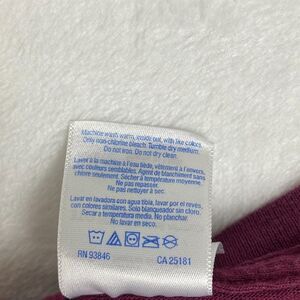 Machine wash warm, inside out, with like colors.
Only non-chlorine bleach. Tumble dry medium.
Do not iron. Do not dry clean.
Laver à la machine à l'eau tiède, vêtement à l'envers,
avec couleurs semblables. Agent de blanchiment sans
chlore seulement. Sécher à température moyenne.
Ne pas repasser.
Ne pas nettoyer à sec.
Lavar en lavadora con agua tibia, lavar por el revés,
con colores similares. Solo blanqueador sin cloro.
Secar a temperatura media. No planchar.
No lavar en seco.
RN 93846 CA 25181